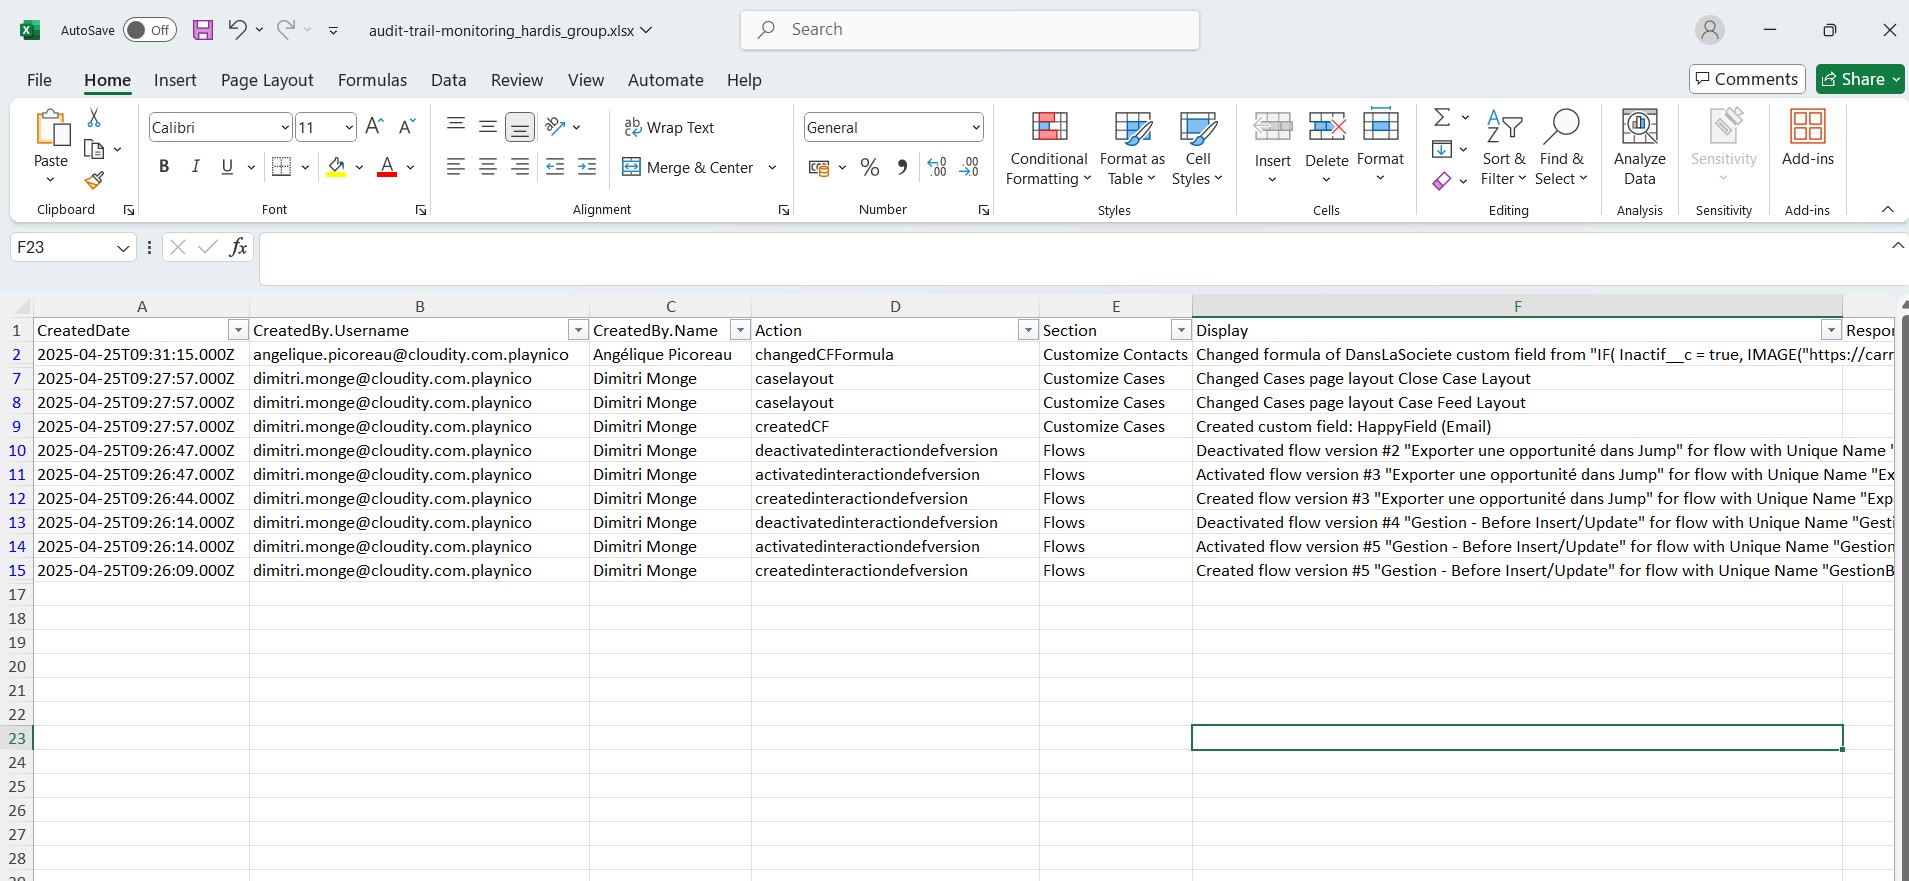 AutoSave Off audit-trail-monitoring_hardis_group.xlsx Search
File Home Insert Page Layout Formulas Data Review View Automate Help Comments Share
Paste
Clipboard
Calibri 11
B I U A
Font
Wrap Text
Merge & Center
Alignment
General
Number
Conditional Formatting
Format as Table
Cell Styles
Styles
Insert Delete Format
Cells
Sort & Filter
Find & Select
Editing
Analyze Data
Analysis
Sensitivity
Sensitivity
Add-ins
Add-ins
F23 fx
A B C D E F
1 CreatedDate CreatedBy.Username CreatedBy.Name Action Section Display Respon
2 2025-04-25T09:31:15.000Z angelique.picoreau@cloudity.com.playnico Angélique Picoreau changedCFFormula Customize Contacts Changed formula of DansLaSociete custom field from "IF( Inactif__c = true, IMAGE("https://carr
7 2025-04-25T09:27:57.000Z dimitri.monge@cloudity.com.playnico Dimitri Monge caselayout Customize Cases Changed Cases page layout Close Case Layout
8 2025-04-25T09:27:57.000Z dimitri.monge@cloudity.com.playnico Dimitri Monge caselayout Customize Cases Changed Cases page layout Case Feed Layout
9 2025-04-25T09:27:57.000Z dimitri.monge@cloudity.com.playnico Dimitri Monge createdCF Customize Cases Created custom field: HappyField (Email)
10 2025-04-25T09:26:47.000Z dimitri.monge@cloudity.com.playnico Dimitri Monge deactivatedinteractiondefversion Flows Deactivated flow version #2 "Exporter une opportunité dans Jump" for flow with Unique Name "
11 2025-04-25T09:26:47.000Z dimitri.monge@cloudity.com.playnico Dimitri Monge activatedinteractiondefversion Flows Activated flow version #3 "Exporter une opportunité dans Jump" for flow with Unique Name "Ex
12 2025-04-25T09:26:44.000Z dimitri.monge@cloudity.com.playnico Dimitri Monge createdinteractiondefversion Flows Created flow version #3 "Exporter une opportunité dans Jump" for flow with Unique Name "Exp
13 2025-04-25T09:26:14.000Z dimitri.monge@cloudity.com.playnico Dimitri Monge deactivatedinteractiondefversion Flows Deactivated flow version #4 "Gestion - Before Insert/Update" for flow with Unique Name "Gesti
14 2025-04-25T09:26:14.000Z dimitri.monge@cloudity.com.playnico Dimitri Monge activatedinteractiondefversion Flows Activated flow version #5 "Gestion - Before Insert/Update" for flow with Unique Name "Gestion
15 2025-04-25T09:26:09.000Z dimitri.monge@cloudity.com.playnico Dimitri Monge createdinteractiondefversion Flows Created flow version #5 "Gestion - Before Insert/Update" for flow with Unique Name "GestionB
17
18
19
20
21
22
23
24
25
26
27
28